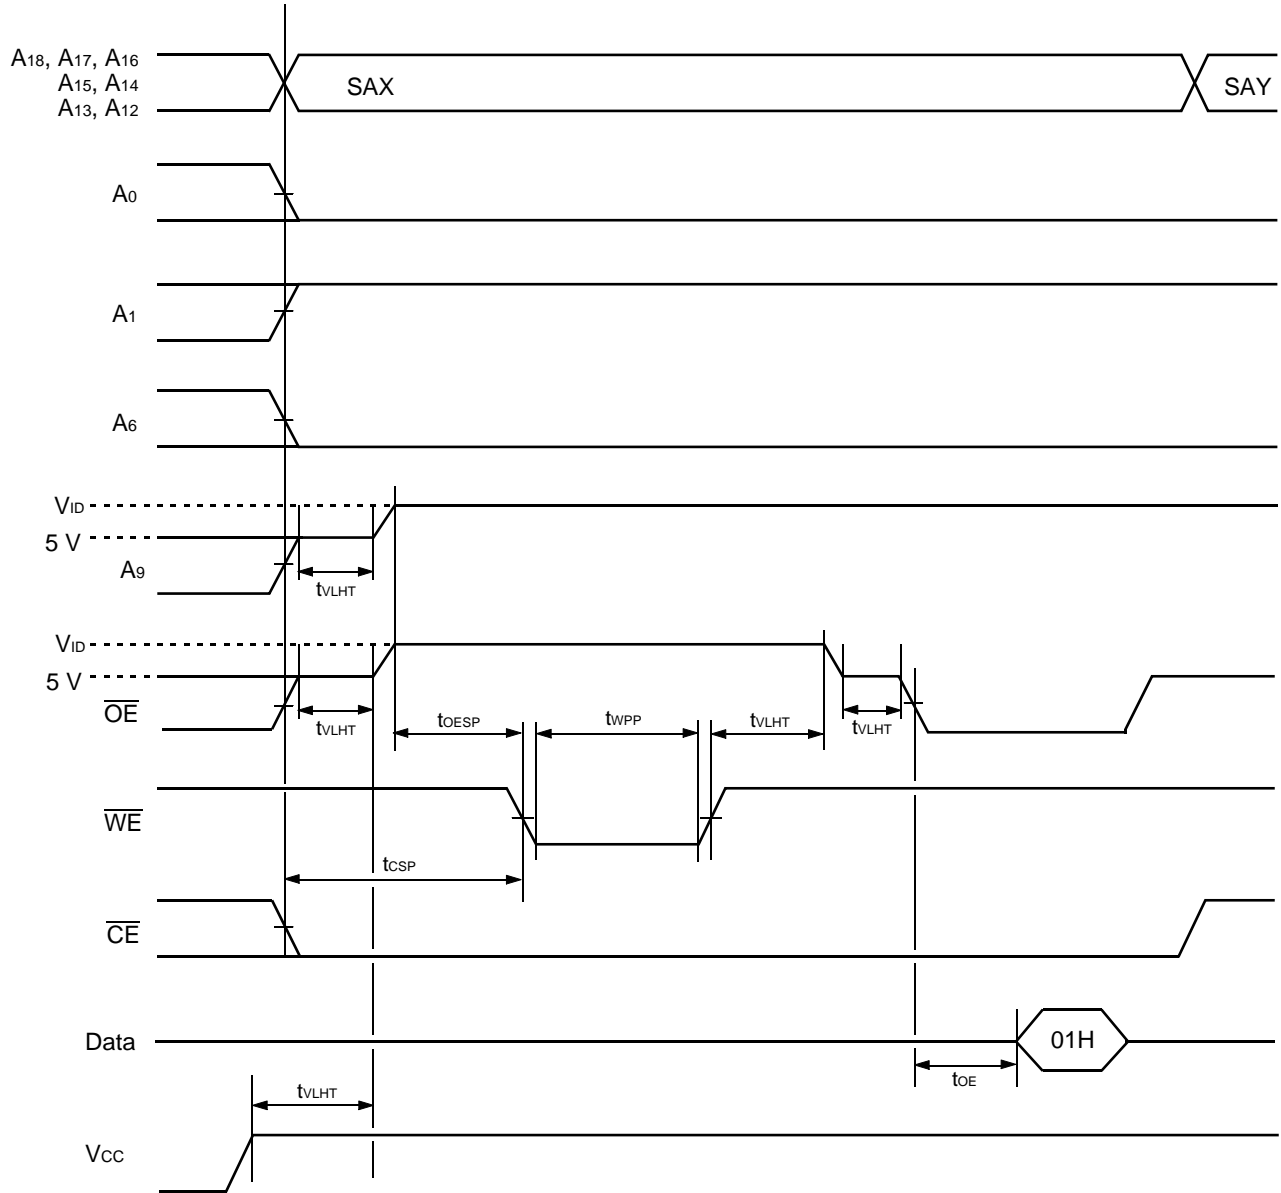 A18, A17, A16
A15, A14
A13, A12
SAX
SAY
A0
A1
A6
VID
5 V
A9
tVLHT
VID
5 V
OE
tVLHT
tOESP
tWPP
tVLHT
tVLHT
WE
tCSP
CE
Data
01H
tOE
tVLHT
VCC